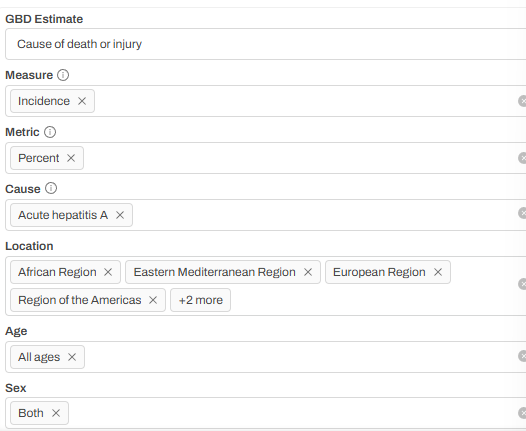 GBD Estimate
Cause of death or injury
Measure
Incidence
Metric
Percent
Cause
Acute hepatitis A
Location
African Region Eastern Mediterranean Region European Region
Region of the Americas +2 more
Age
All ages
Sex
Both